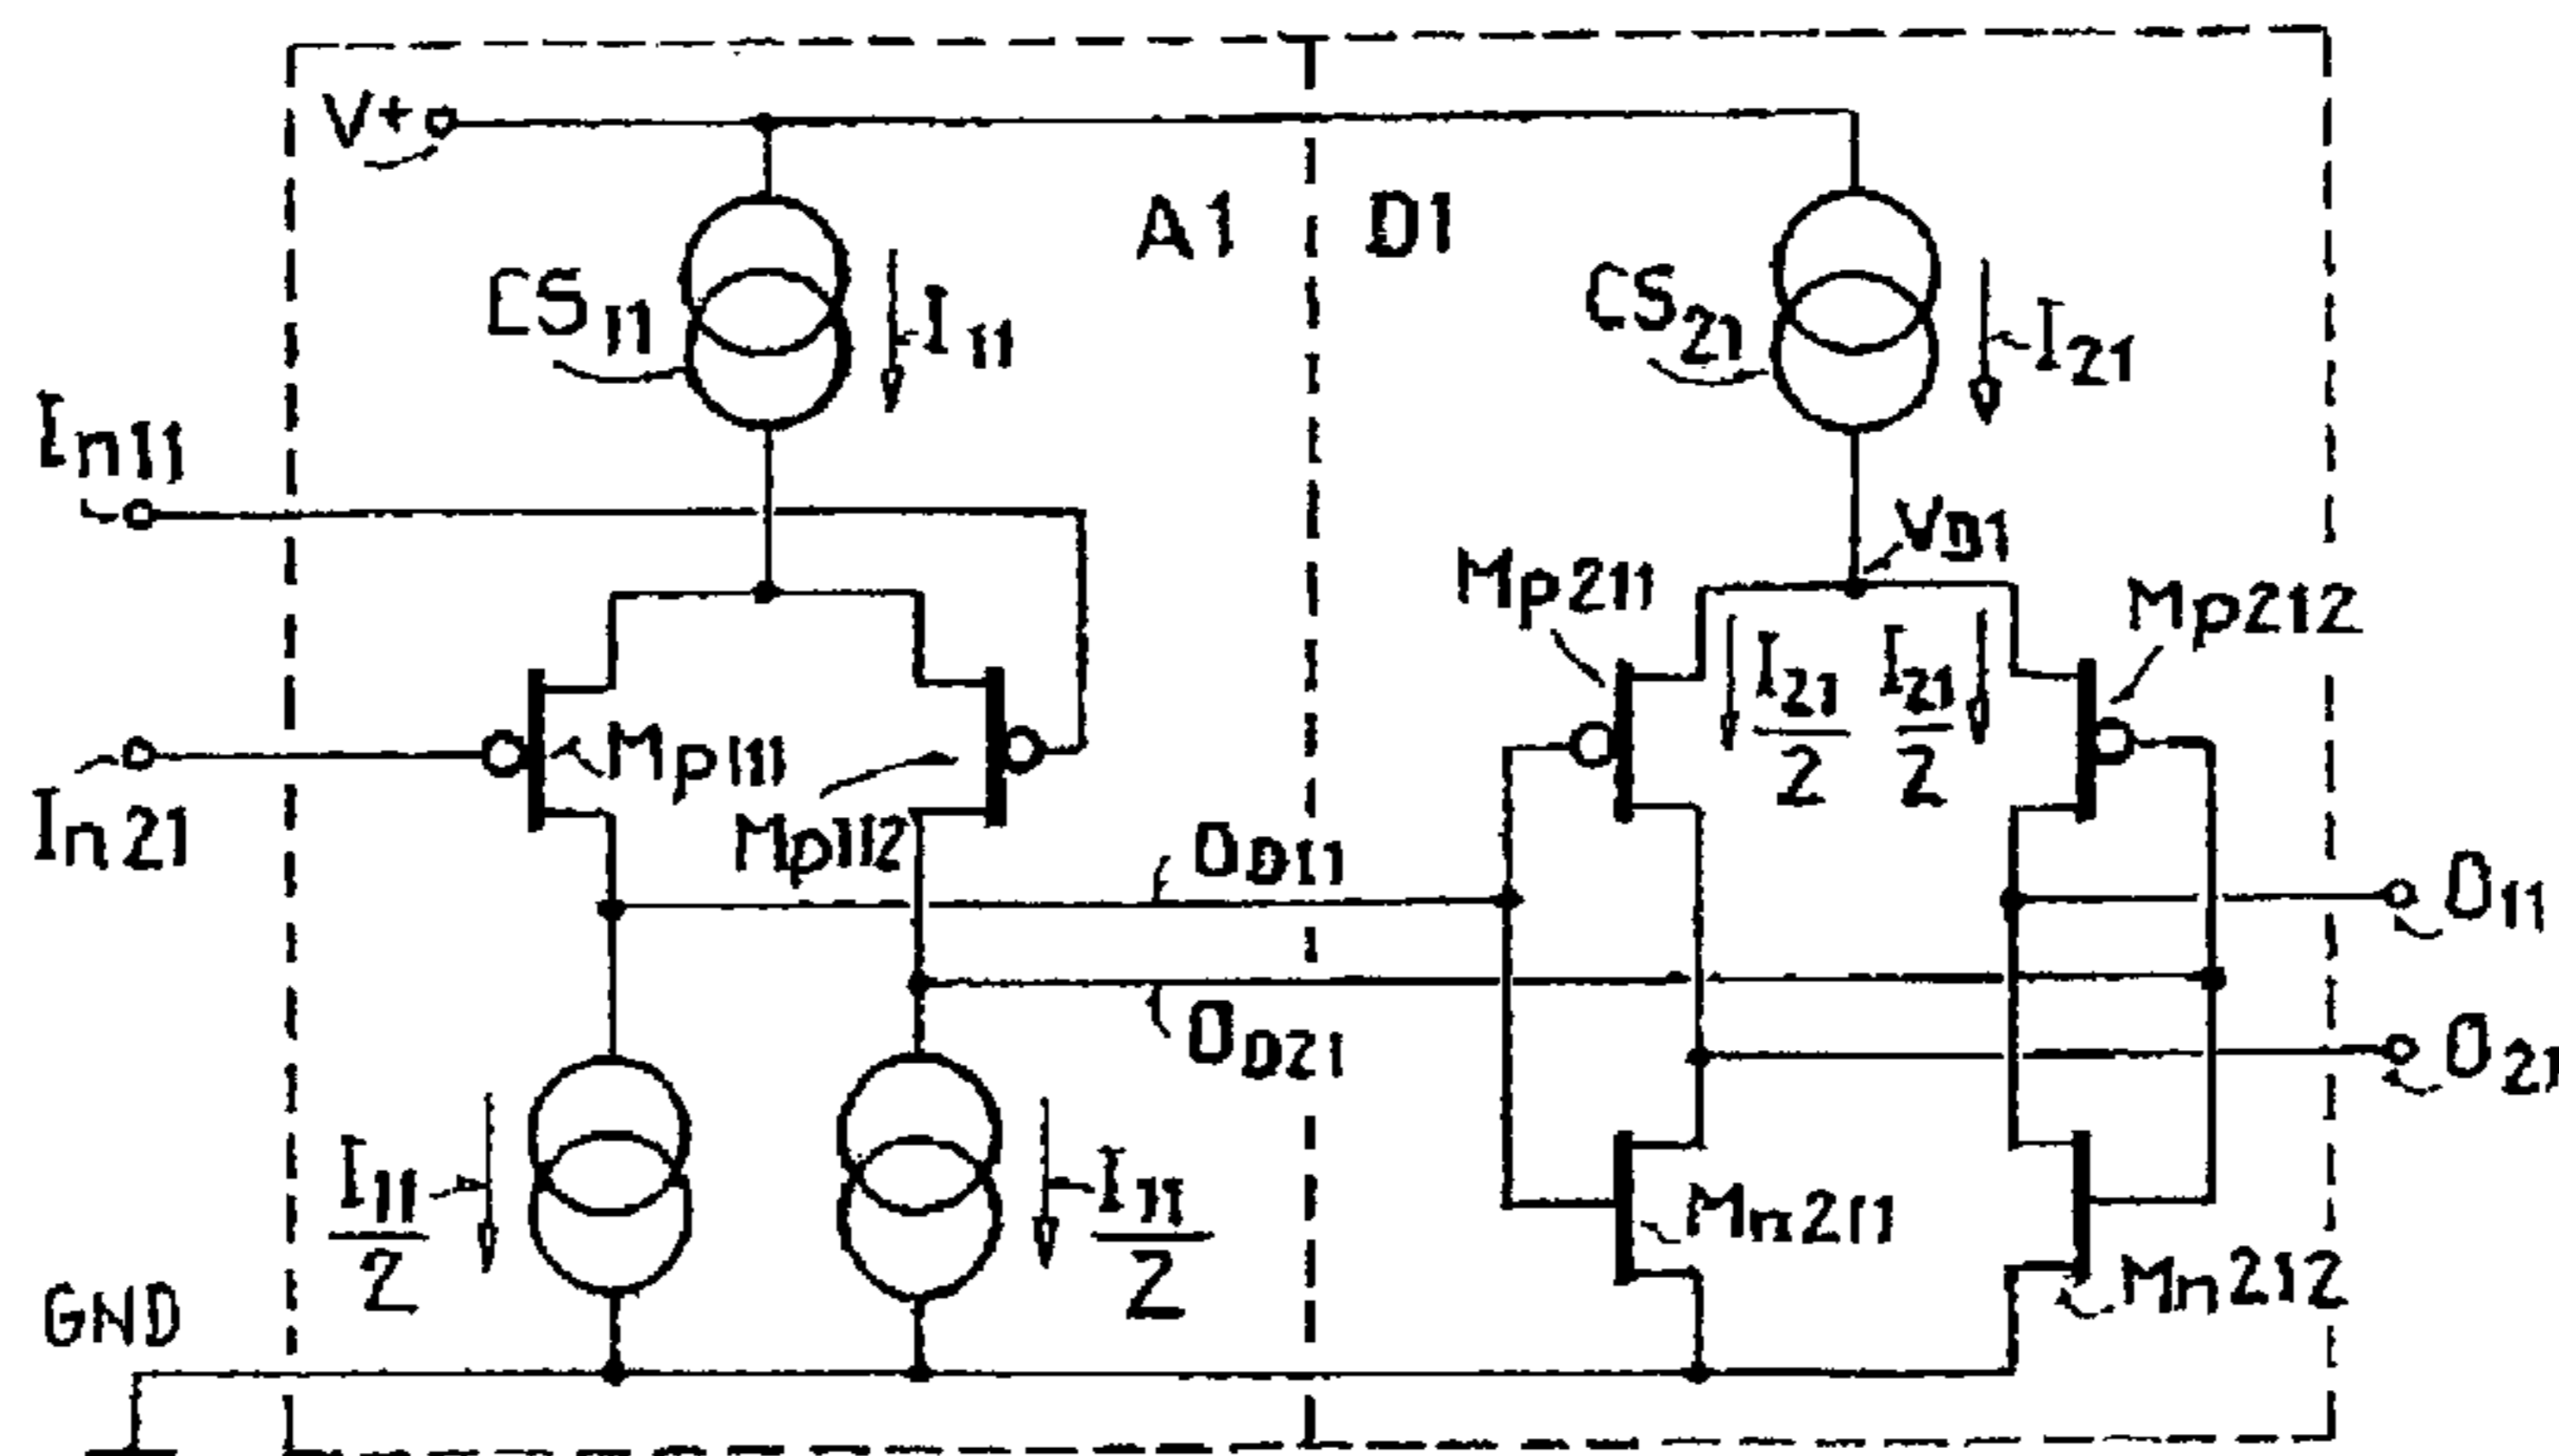 V+
A1
D1
CS11
I11
CS21
I21
In11
VD1
Mp211
Mp212
I21
2
I21
2
In21
Mp111
Mp112
OD11
O11
OD21
O21
I11
2
I11
2
Mn211
Mn212
GND